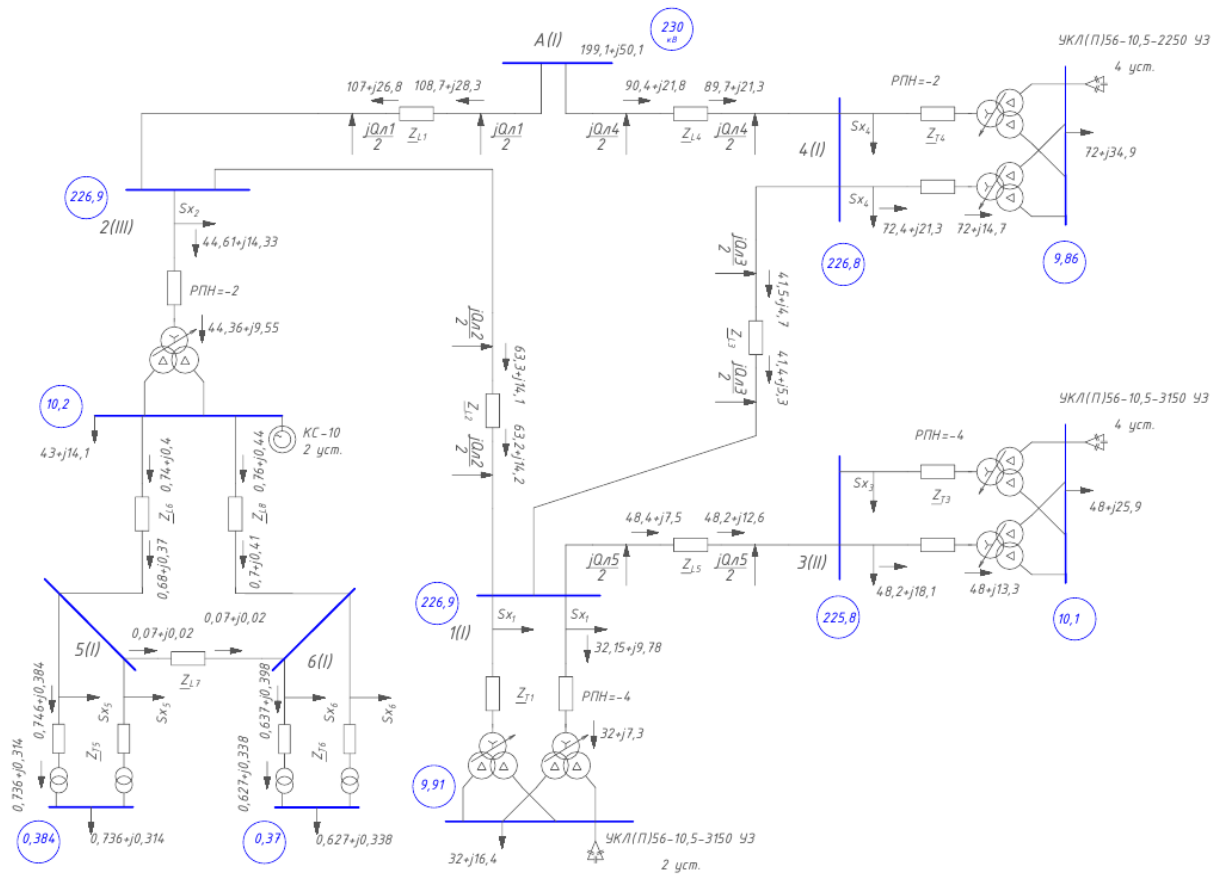 230
кВ
A(I)
199,1+j50,1
УКЛ(П)56-10,5-2250 У3
4 уст.
107+j26,8
108,7+j28,3
90,4+j21,8
89,7+j21,3
РПН=-2
jQл1
2
Z_L1
jQл1
2
jQл4
2
Z_L4
jQл4
2
Sx4
Z_T4
4(I)
72+j34,9
226,9
2(III)
Sx2
44,61+j14,33
Sx4
72,4+j21,3
72+j14,7
226,8
9,86
РПН=-2
44,36+j9,55
jQл3
2
41,5+j4,7
Z_L3
jQл3
2
41,4+j5,3
jQл2
2
63,3+j14,1
Z_L2
jQл2
2
63,2+j14,2
10,2
43+j14,1
КС-10
2 уст.
УКЛ(П)56-10,5-3150 У3
4 уст.
РПН=-4
Sx3
Z_T3
48+j25,9
0,74+j0,4
0,76+j0,44
Z_L6
Z_L8
0,68+j0,37
0,7+j0,41
48,4+j7,5
48,2+j12,6
jQл5
2
Z_L5
jQл5
2
3(II)
48,2+j18,1
48+j13,3
225,8
10,1
226,9
1(I)
Sx1
Sx1
32,15+j9,78
5(I)
0,07+j0,02
0,07+j0,02
Z_L7
6(I)
0,746+j0,384
Sx5
Sx5
0,637+j0,398
Sx6
Sx6
Z_T1
РПН=-4
0,736+j0,314
Z_T5
0,627+j0,338
Z_T6
32+j7,3
9,91
0,384
0,736+j0,314
0,37
0,627+j0,338
32+j16,4
УКЛ(П)56-10,5-3150 У3
2 уст.